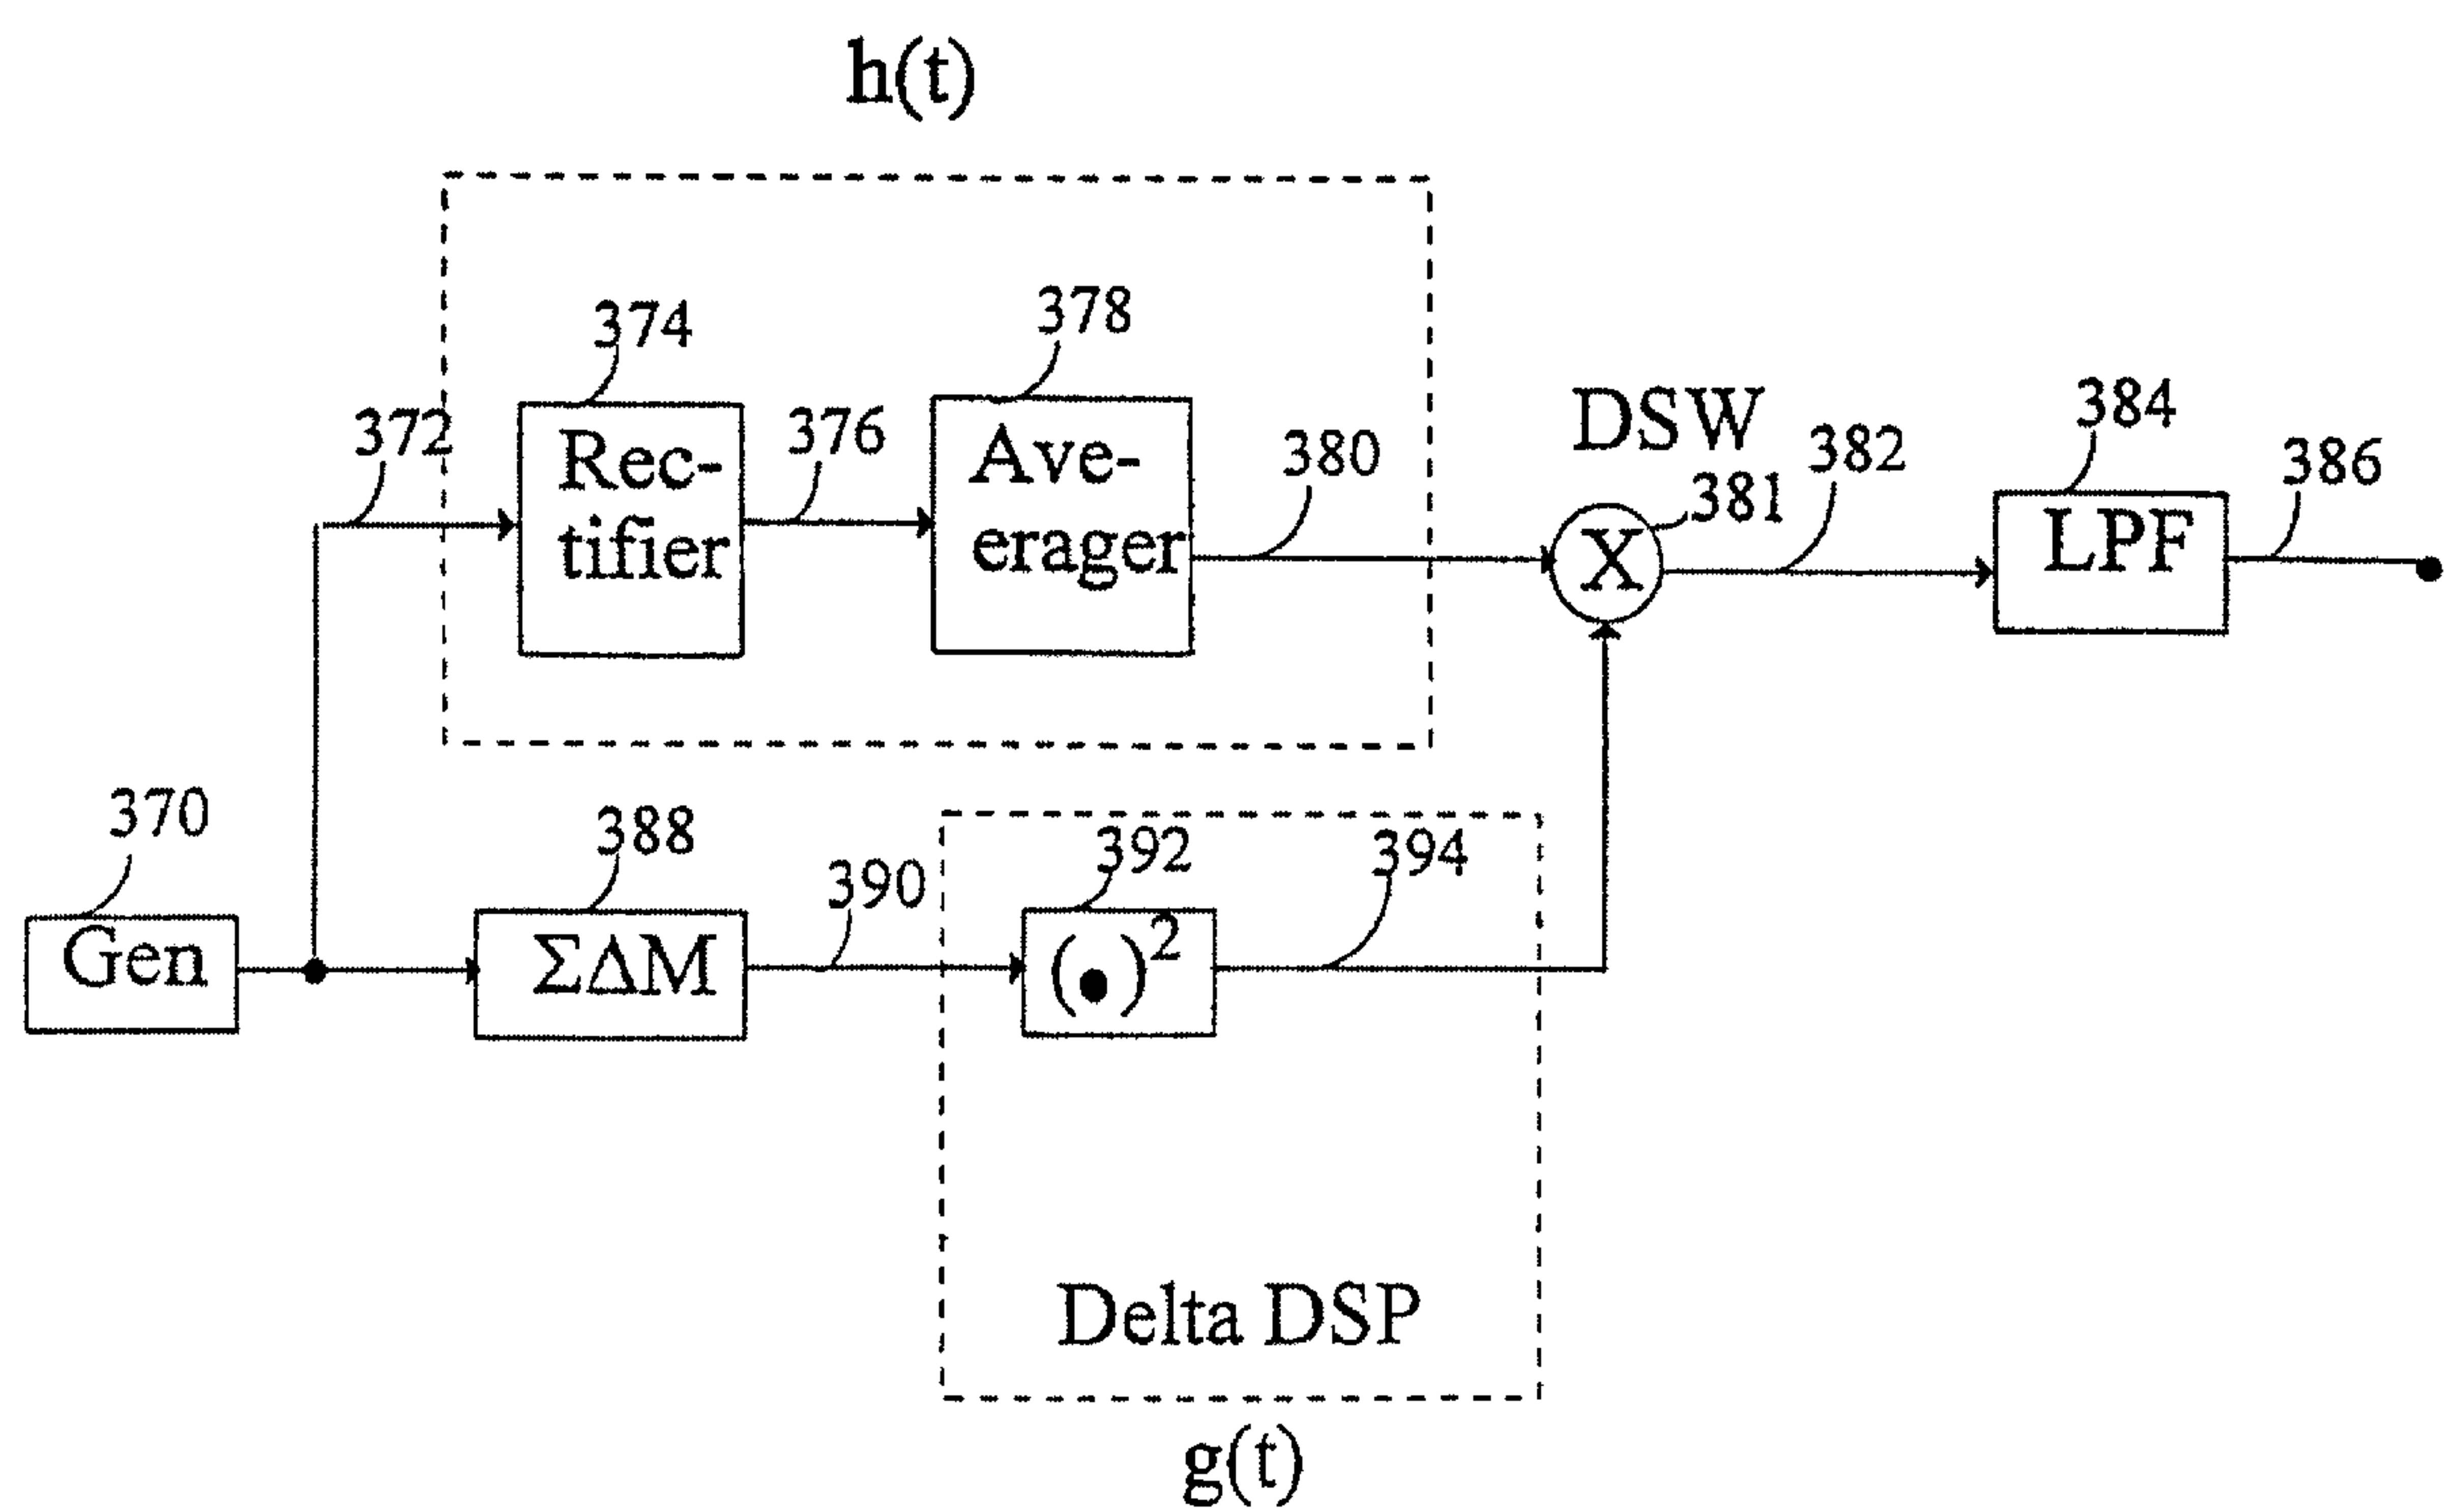 h(t)
374
378
372
Rec-
tifier
376
Ave-
erager
380
DSW
381
X
382
384
LPF
386
370
Gen
388
ΣΔM
390
392
(•)²
394
Delta DSP
g(t)